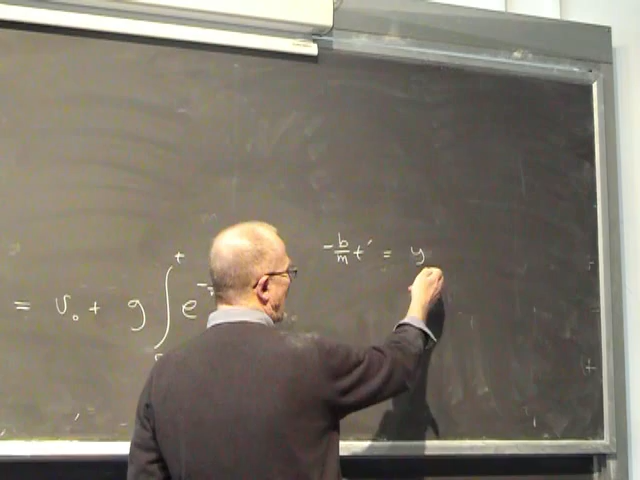 -b/m t' = y
= v₀ + g ∫ t e^-